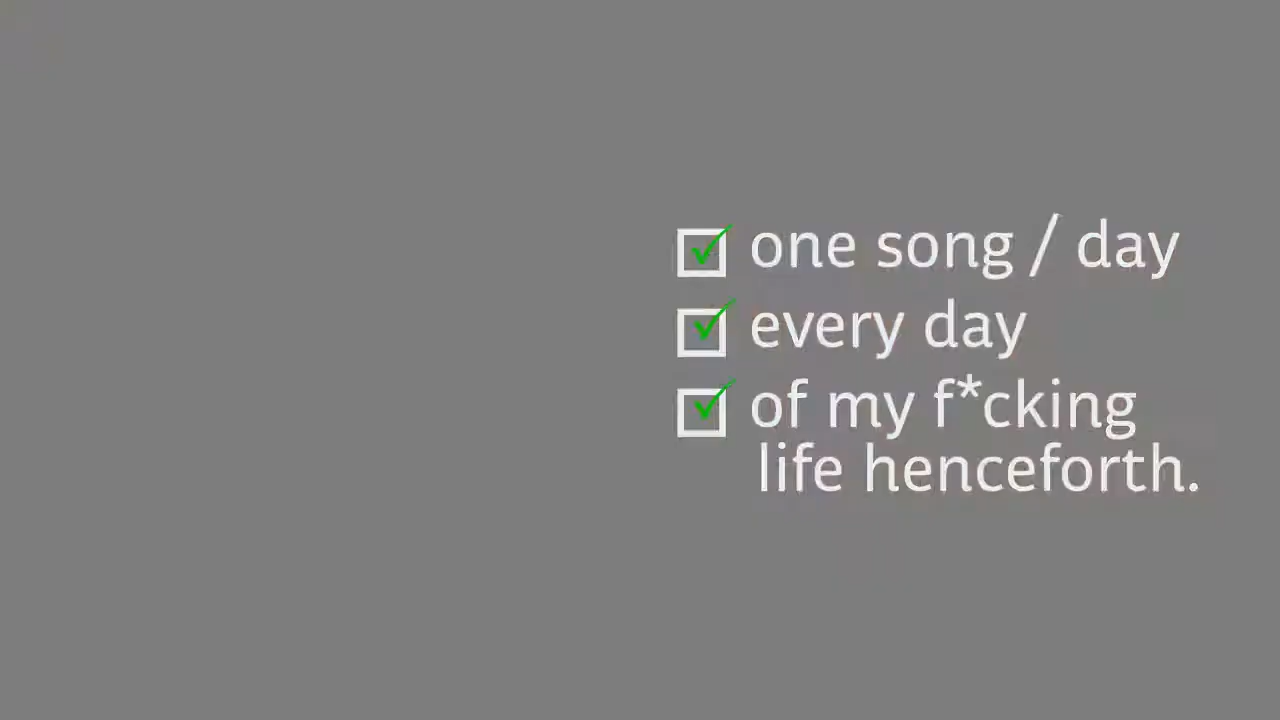 one song / day
every day
of my f*cking
life henceforth.